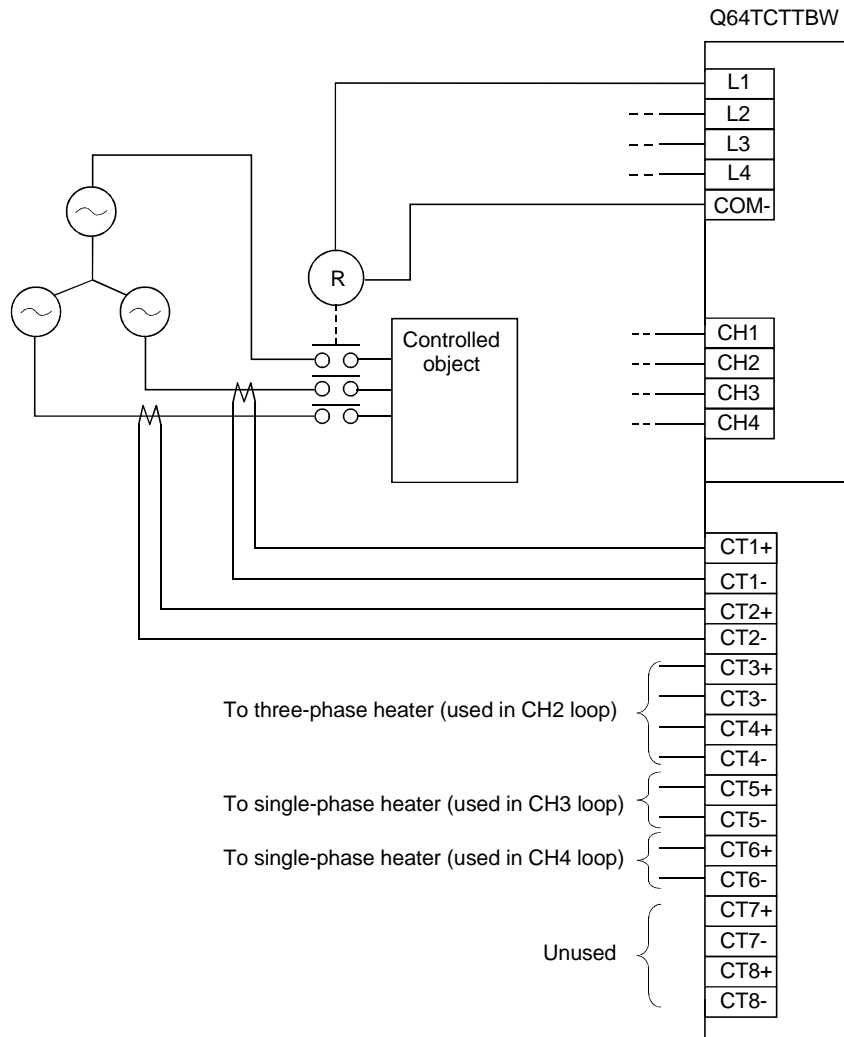 Q64TCTTBW
L1
L2
L3
L4
COM-
R
Controlled
object
CH1
CH2
CH3
CH4
CT1+
CT1-
CT2+
CT2-
CT3+
To three-phase heater (used in CH2 loop)
CT3-
CT4+
CT4-
CT5+
To single-phase heater (used in CH3 loop)
CT5-
CT6+
To single-phase heater (used in CH4 loop)
CT6-
CT7+
CT7-
Unused
CT8+
CT8-